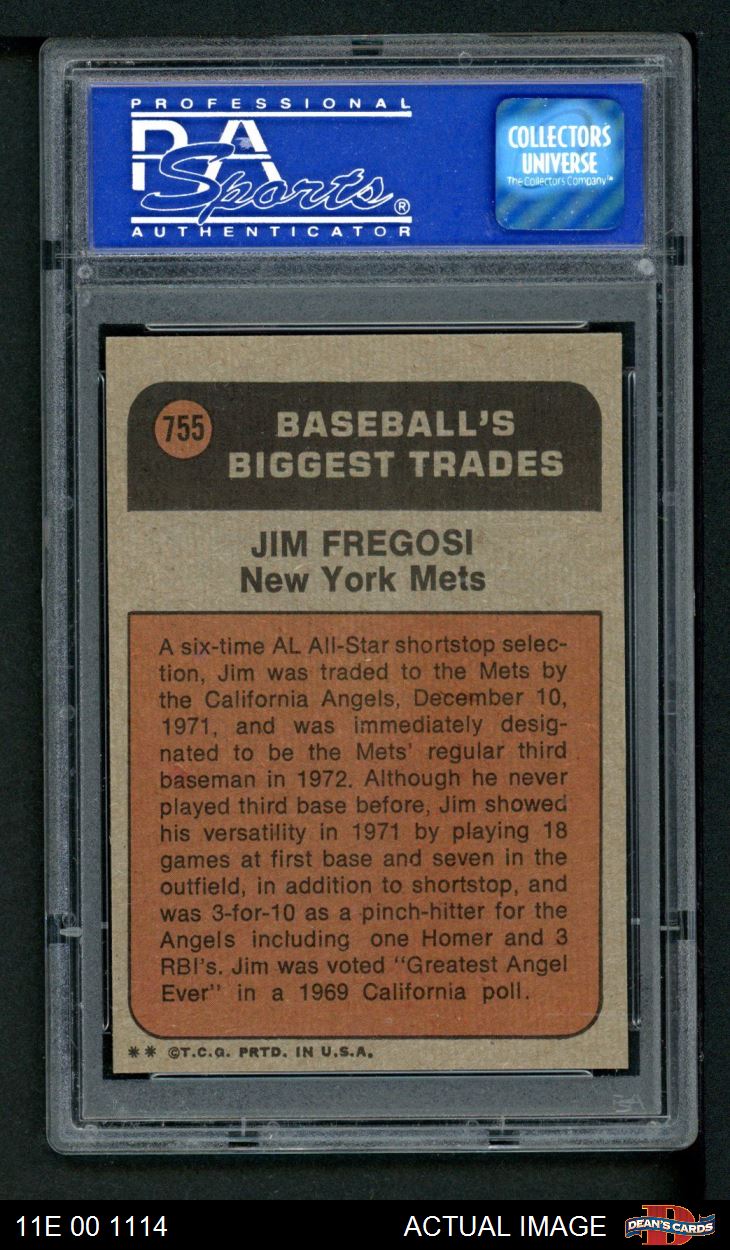 PROFESSIONAL
PSA
Sports®
AUTHENTICATOR
COLLECTORS
UNIVERSE
The Collectors Company™
755
BASEBALL'S
BIGGEST TRADES
JIM FREGOSI
New York Mets
A six-time AL All-Star shortstop selec-
tion, Jim was traded to the Mets by
the California Angels, December 10,
1971, and was immediately desig-
nated to be the Mets' regular third
baseman in 1972. Although he never
played third base before, Jim showed
his versatility in 1971 by playing 18
games at first base and seven in the
outfield, in addition to shortstop, and
was 3-for-10 as a pinch-hitter for the
Angels including one Homer and 3
RBI's. Jim was voted "Greatest Angel
Ever" in a 1969 California poll.
** ©T.C.G. PRTD. IN U.S.A.
PSA
11E 00 1114
ACTUAL IMAGE
DEAN'S CARDS